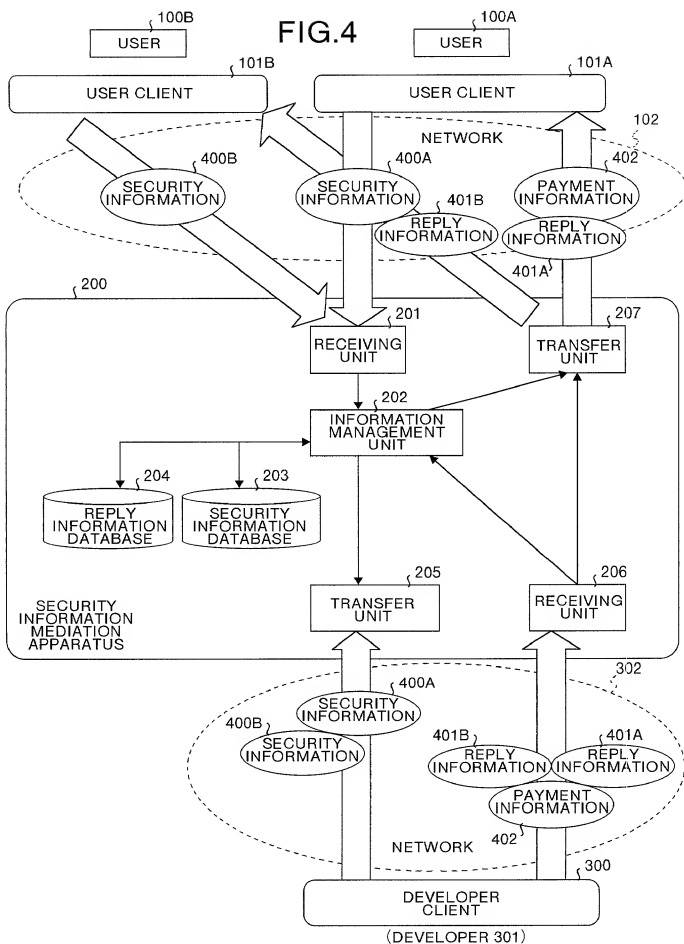 FIG.4
100B
USER
100A
USER
101B
USER CLIENT
101A
USER CLIENT
NETWORK
102
400B
SECURITY
INFORMATION
400A
SECURITY
INFORMATION
401B
REPLY
INFORMATION
402
PAYMENT
INFORMATION
REPLY
INFORMATION
401A
200
201
RECEIVING
UNIT
207
TRANSFER
UNIT
202
INFORMATION
MANAGEMENT
UNIT
204
REPLY
INFORMATION
DATABASE
203
SECURITY
INFORMATION
DATABASE
205
TRANSFER
UNIT
206
RECEIVING
UNIT
SECURITY
INFORMATION
MEDIATION
APPARATUS
302
400A
SECURITY
INFORMATION
400B
SECURITY
INFORMATION
401B
REPLY
INFORMATION
401A
REPLY
INFORMATION
PAYMENT
INFORMATION
402
NETWORK
300
DEVELOPER
CLIENT
(DEVELOPER 301)